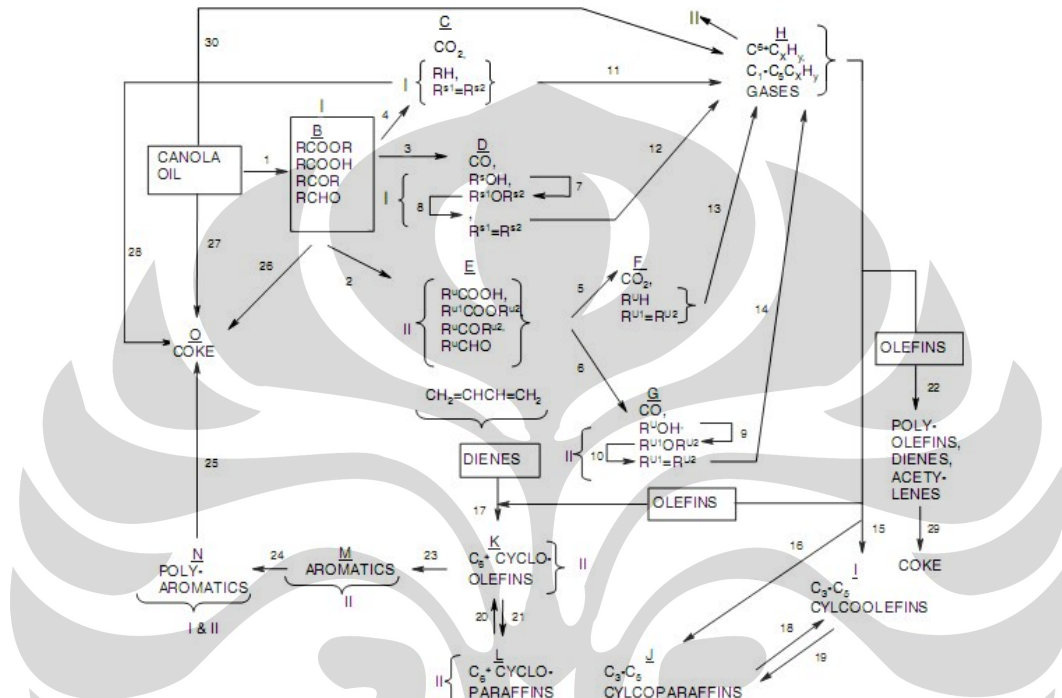 30
C
CO2,
I
RH,
Rs1=Rs2
11
II
H
C6+CxHy,
C1-C5CxHy
GASES
4
I
B
RCOOR
RCOOH
RCOR
RCHO
CANOLA
OIL
1
3
D
CO,
RsOH,
Rs1ORs2
,
Rs1=Rs2
7
8
I
12
13
14
28
27
26
2
E
RuCOOH,
Ru1COORu2,
RuCORu2,
RuCHO
II
5
F
CO2,
RUH
RU1=RU2
6
O
COKE
CH2=CHCH=CH2
DIENES
G
CO,
RUOH.
RU1ORU2
RU1=RU2
9
10
II
OLEFINS
22
POLY-
OLEFINS,
DIENES,
ACETY-
LENES
29
COKE
25
17
OLEFINS
15
16
N
POLY-
AROMATICS
I & II
24
M
AROMATICS
II
23
K
C6+ CYCLO-
OLEFINS
II
I
C3-C5
CYLCOOLEFINS
20
21
18
19
II
L
C6+ CYCLO-
PARAFFINS
J
C3-C5
CYLCOPARAFFINS